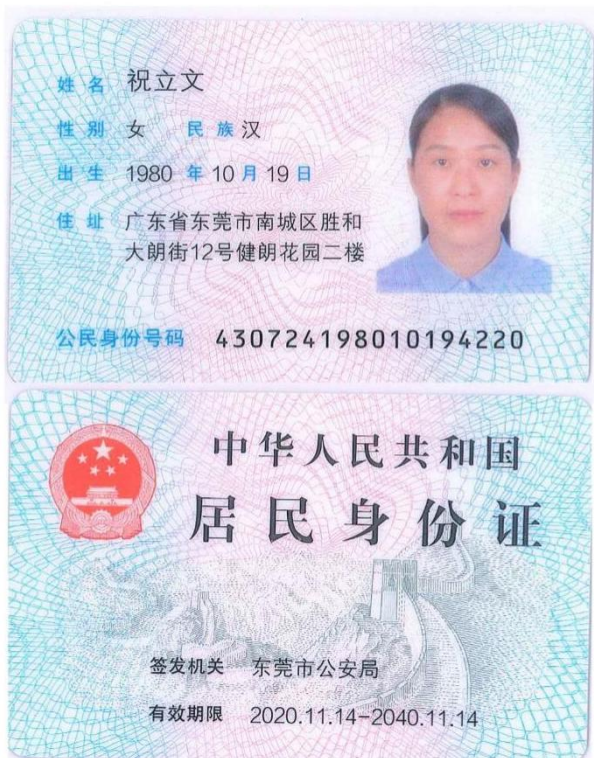 姓名 祝立文
性别 女 民族 汉
出生 1980 年 10 月 19 日
住址 广东省东莞市南城区胜和
大朗街12号健朗花园二楼
公民身份号码 430724198010194220
中华人民共和国
居民身份证
签发机关 东莞市公安局
有效期限 2020.11.14-2040.11.14